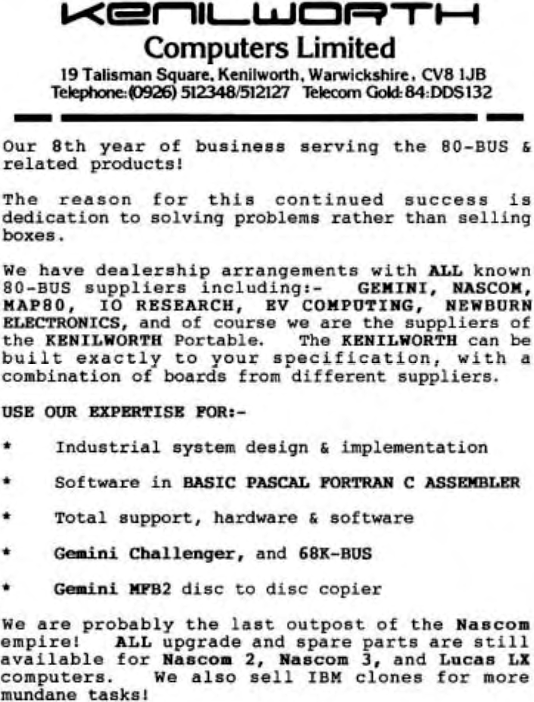 KENILWORTH
Computers Limited
19 Talisman Square, Kenilworth, Warwickshire, CV8 1JB
Telephone: (0926) 512348/512127 Telecom Gold: 84:DDS132
Our 8th year of business serving the 80-BUS &
related products!
The reason for this continued success is
dedication to solving problems rather than selling
boxes.
We have dealership arrangements with ALL known
80-BUS suppliers including:- GEMINI, NASCOM,
MAP80, IO RESEARCH, EV COMPUTING, NEWBURN
ELECTRONICS, and of course we are the suppliers of
the KENILWORTH Portable. The KENILWORTH can be
built exactly to your specification, with a
combination of boards from different suppliers.
USE OUR EXPERTISE FOR:-
* Industrial system design & implementation
* Software in BASIC PASCAL FORTRAN C ASSEMBLER
* Total support, hardware & software
* Gemini Challenger, and 68K-BUS
* Gemini MFB2 disc to disc copier
We are probably the last outpost of the Nascom
empire! ALL upgrade and spare parts are still
available for Nascom 2, Nascom 3, and Lucas LX
computers. We also sell IBM clones for more
mundane tasks!